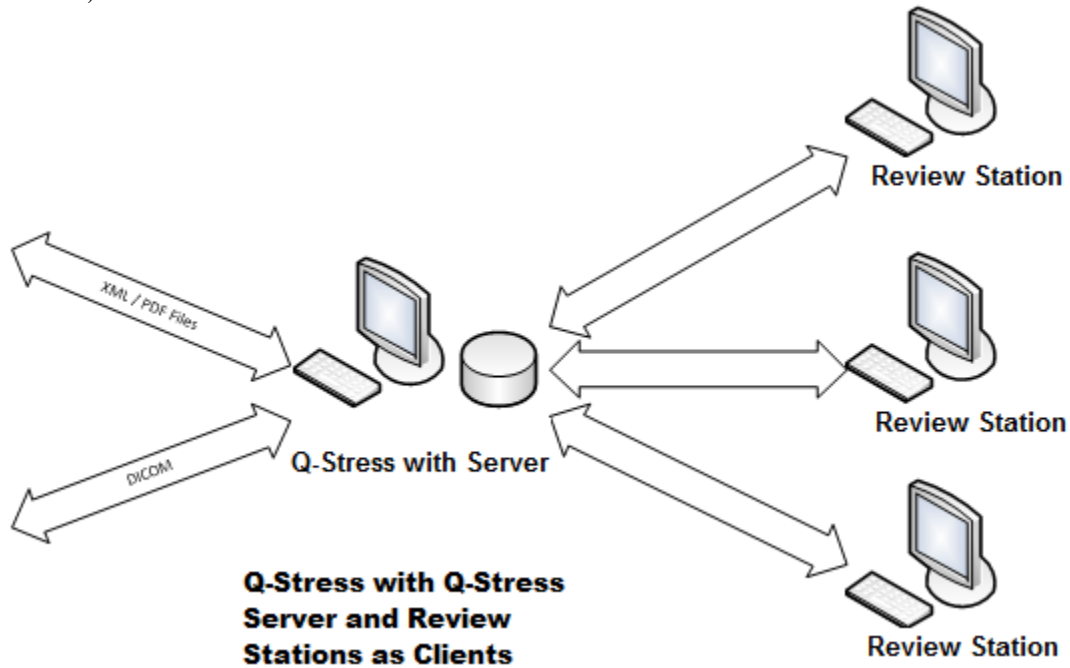 Review Station
XML / PDF Files
Review Station
Q-Stress with Server
DICOM
Q-Stress with Q-Stress
Server and Review
Stations as Clients
Review Station